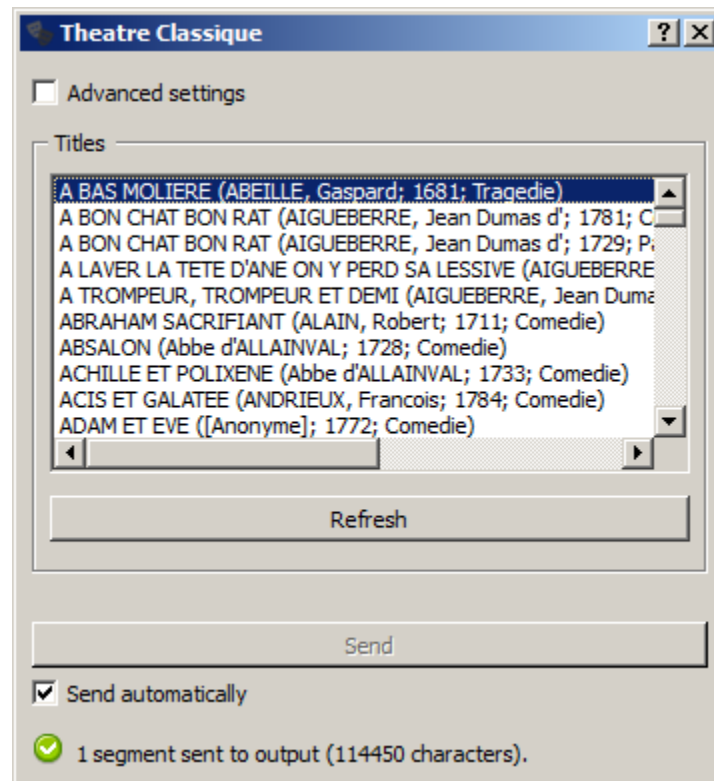 Theatre Classique
Advanced settings
Titles
A BAS MOLIERE (ABEILLE, Gaspard; 1681; Tragedie)
A BON CHAT BON RAT (AIGUEBERRE, Jean Dumas d'; 1781; C
A BON CHAT BON RAT (AIGUEBERRE, Jean Dumas d'; 1729; Pa
A LAVER LA TETE D'ANE ON Y PERD SA LESSIVE (AIGUEBERRE
A TROMPEUR, TROMPEUR ET DEMI (AIGUEBERRE, Jean Duma
ABRAHAM SACRIFIANT (ALAIN, Robert; 1711; Comedie)
ABSALON (Abbe d'ALLAINVAL; 1728; Comedie)
ACHILLE ET POLIXENE (Abbe d'ALLAINVAL; 1733; Comedie)
ACIS ET GALATEE (ANDRIEUX, Francois; 1784; Comedie)
ADAM ET EVE ([Anonyme]; 1772; Comedie)
Refresh
Send
Send automatically
1 segment sent to output (114450 characters).